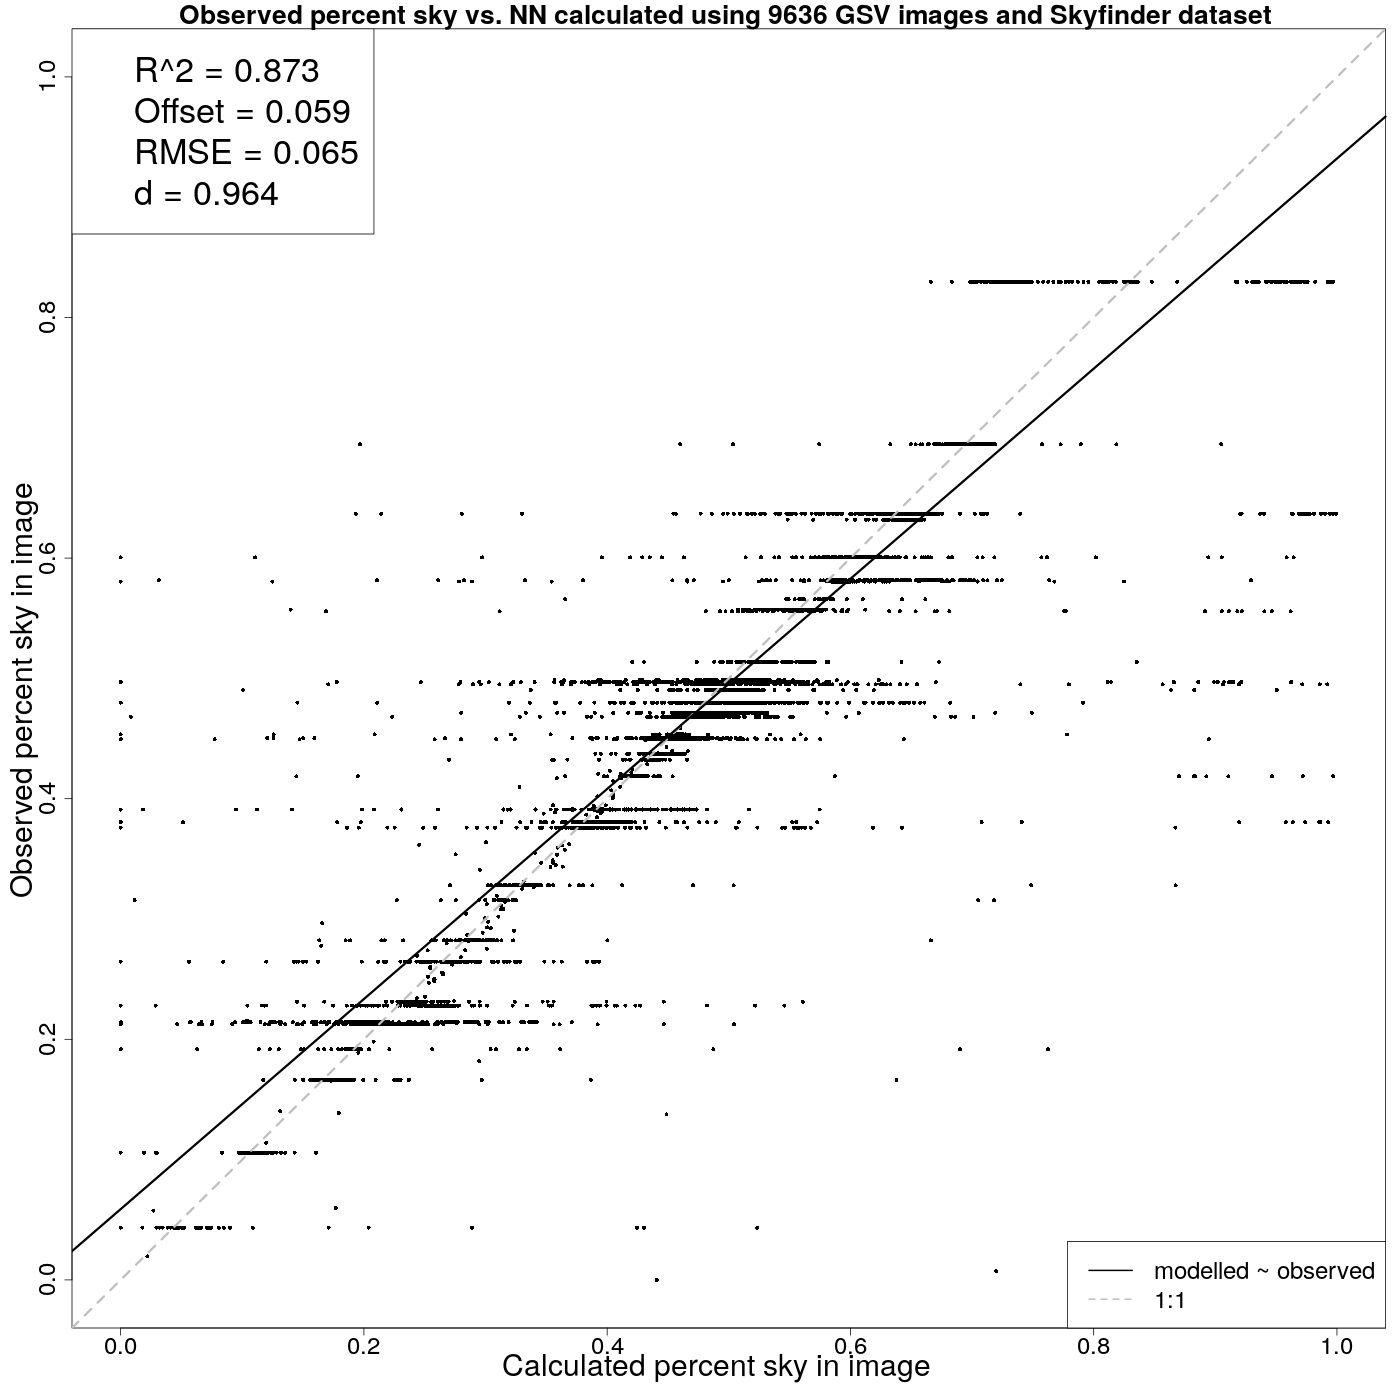 Observed percent sky vs. NN calculated using 9636 GSV images and Skyfinder dataset
R^2 = 0.873
Offset = 0.059
RMSE = 0.065
d = 0.964
Observed percent sky in image
1.0
0.8
0.6
0.4
0.2
0.0
modelled ~ observed
1:1
0.0 0.2 0.4 0.6 0.8 1.0
Calculated percent sky in image